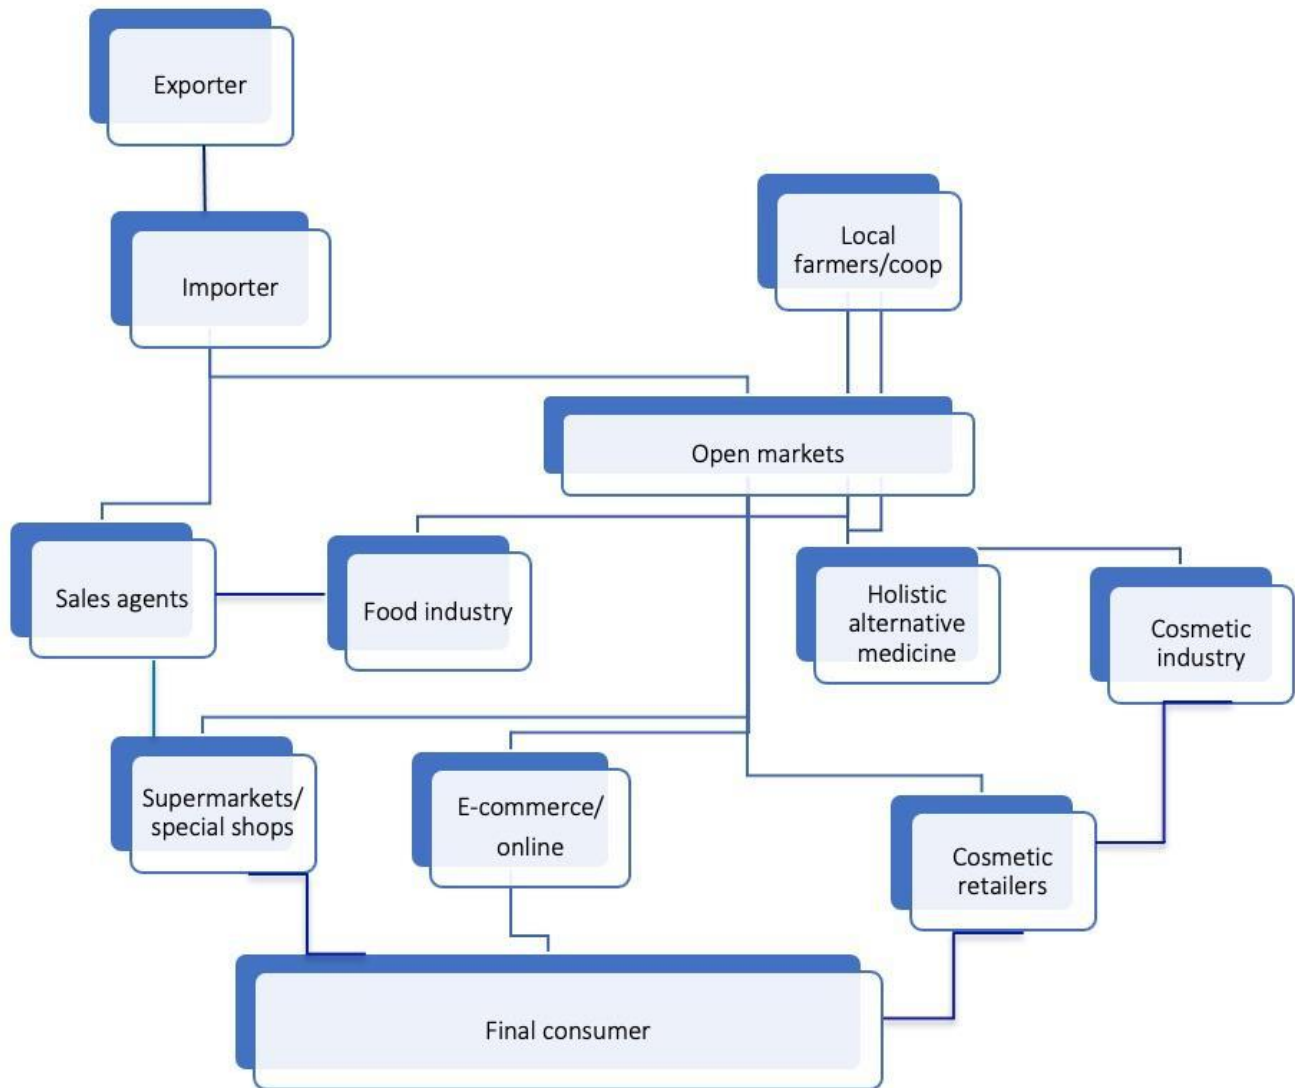 Exporter
Importer
Local
farmers/coop
Open markets
Sales agents
Food industry
Holistic
alternative
medicine
Cosmetic
industry
Supermarkets/
special shops
E-commerce/
online
Cosmetic
retailers
Final consumer